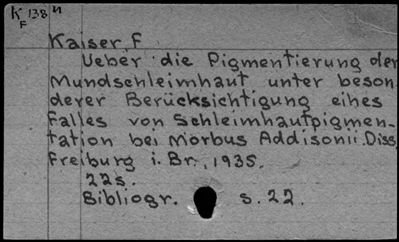 K 138 n
F
Kaiser, F
Ueber die Pigmentierung der
Mundschleimhaut unter beson
derer Berücksichtigung eines
Falles von Schleimhautpigmen-
tation bei Morbus Addisonii. Diss.
Freiburg i. Br., 1935.
22s.
Bibliogr. s. 22.